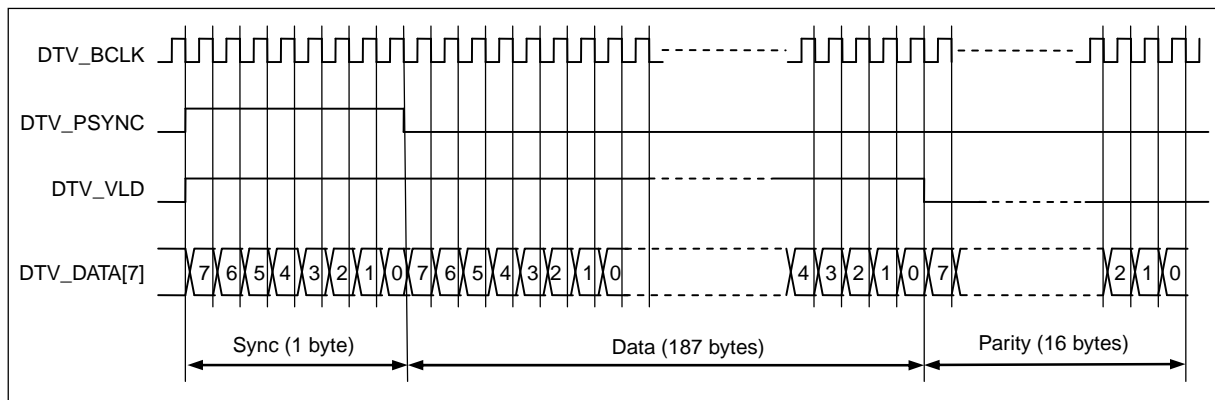 DTV_BCLK
DTV_PSYNC
DTV_VLD
DTV_DATA[7] 7 6 5 4 3 2 1 0 7 6 5 4 3 2 1 0 4 3 2 1 0 7 2 1 0
Sync (1 byte) Data (187 bytes) Parity (16 bytes)